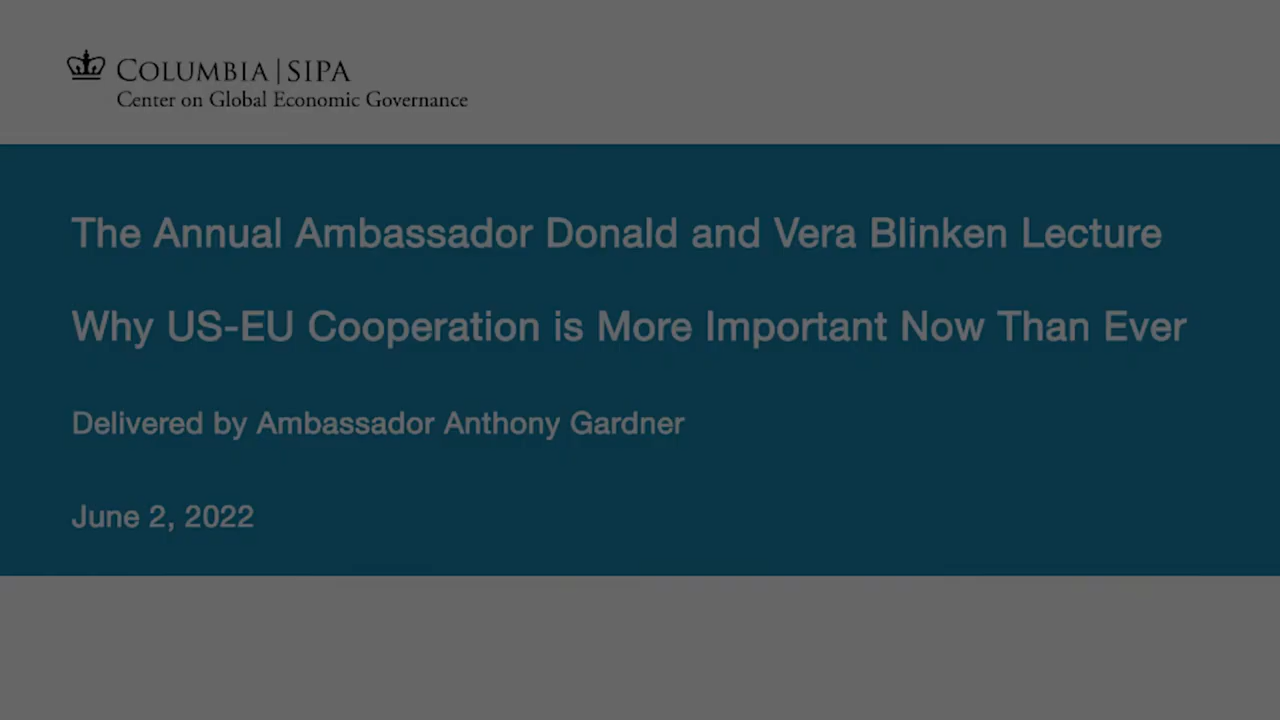 COLUMBIA | SIPA
Center on Global Economic Governance
The Annual Ambassador Donald and Vera Blinken Lecture
Why US-EU Cooperation is More Important Now Than Ever
Delivered by Ambassador Anthony Gardner
June 2, 2022